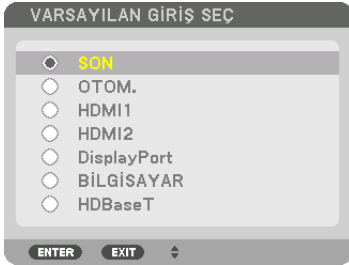 VARSAYILAN GİRİŞ SEÇ
SON
OTOM.
HDMI1
HDMI2
DisplayPort
BİLGİSAYAR
HDBaseT
ENTER EXIT